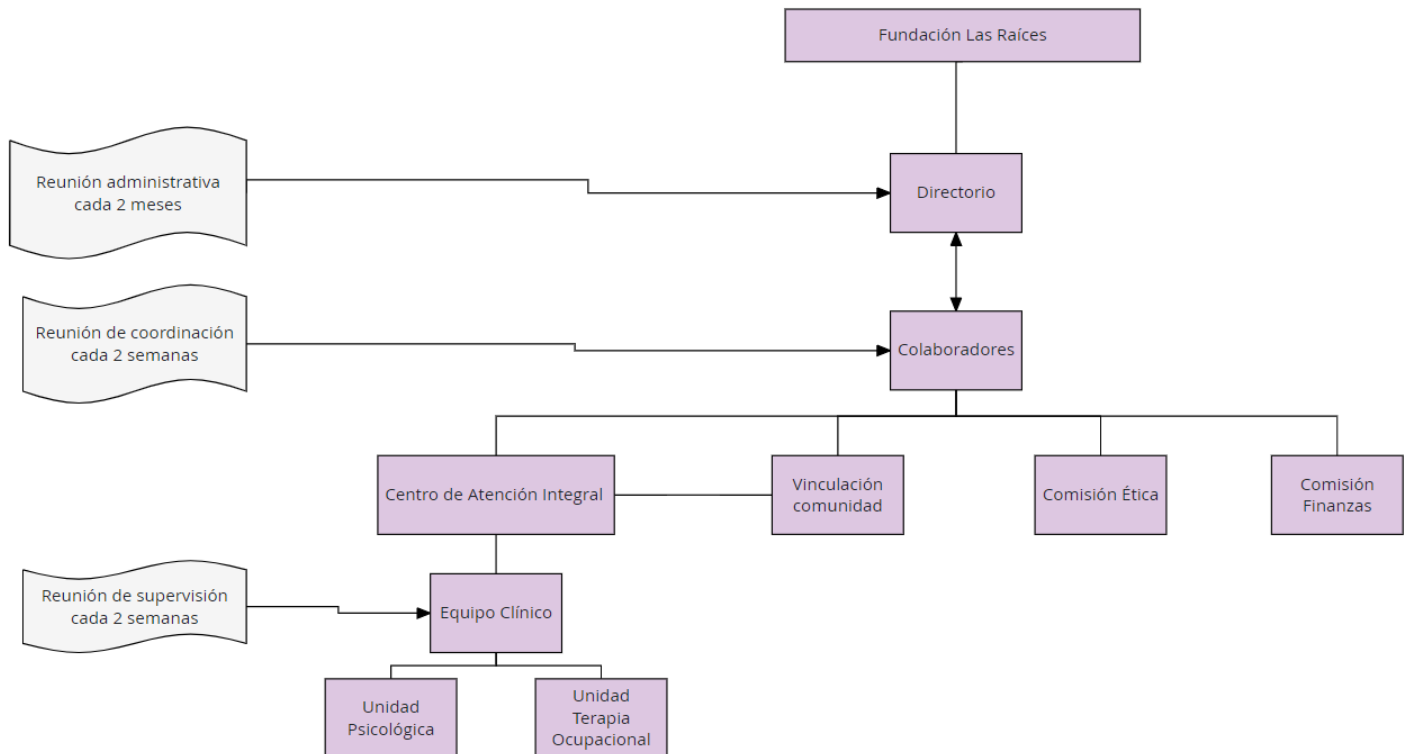 Fundación Las Raíces
Reunión administrativa
cada 2 meses
Directorio
Reunión de coordinación
cada 2 semanas
Colaboradores
Centro de Atención Integral
Vinculación
comunidad
Comisión Ética
Comisión
Finanzas
Reunión de supervisión
cada 2 semanas
Equipo Clínico
Unidad
Psicológica
Unidad
Terapia
Ocupacional